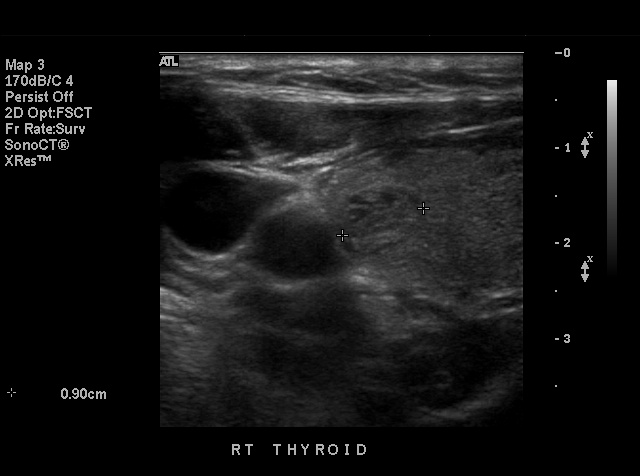 ATL
Map 3
170dB/C 4
Persist Off
2D Opt:FSCT
Fr Rate:Surv
SonoCT®
XRes™
0
1
x
2
x
3
0.90cm
RT THYROID